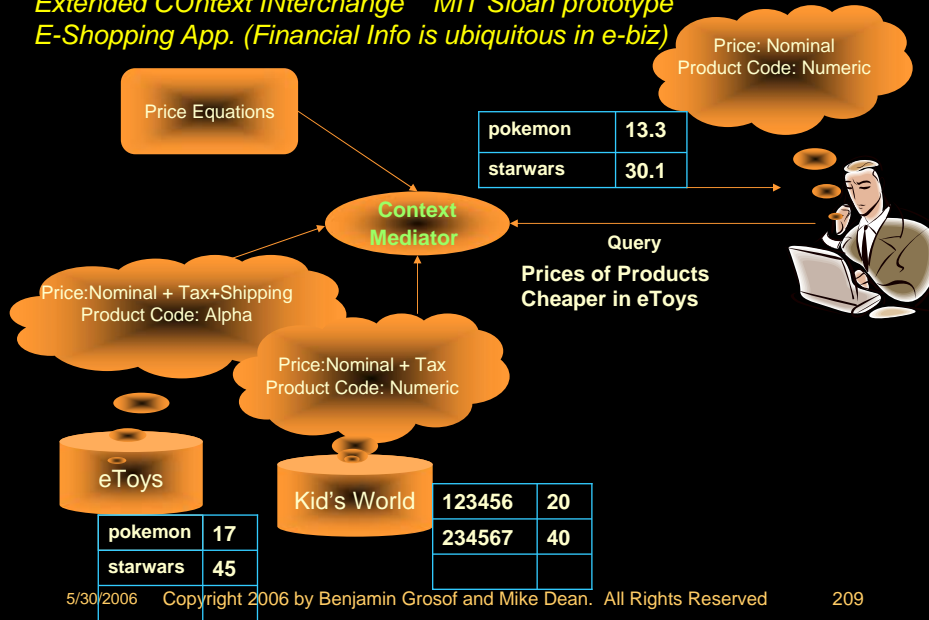 Extended COntext INterchange MIT Sloan prototype
E-Shopping App. (Financial Info is ubiquitous in e-biz)
Price: Nominal
Product Code: Numeric
Price Equations
pokemon 13.3
starwars 30.1
Context
Mediator
Query
Prices of Products
Cheaper in eToys
Price:Nominal + Tax+Shipping
Product Code: Alpha
Price:Nominal + Tax
Product Code: Numeric
eToys
Kid's World
123456 20
234567 40
pokemon 17
starwars 45
5/30/2006 Copyright 2006 by Benjamin Grosof and Mike Dean. All Rights Reserved 209